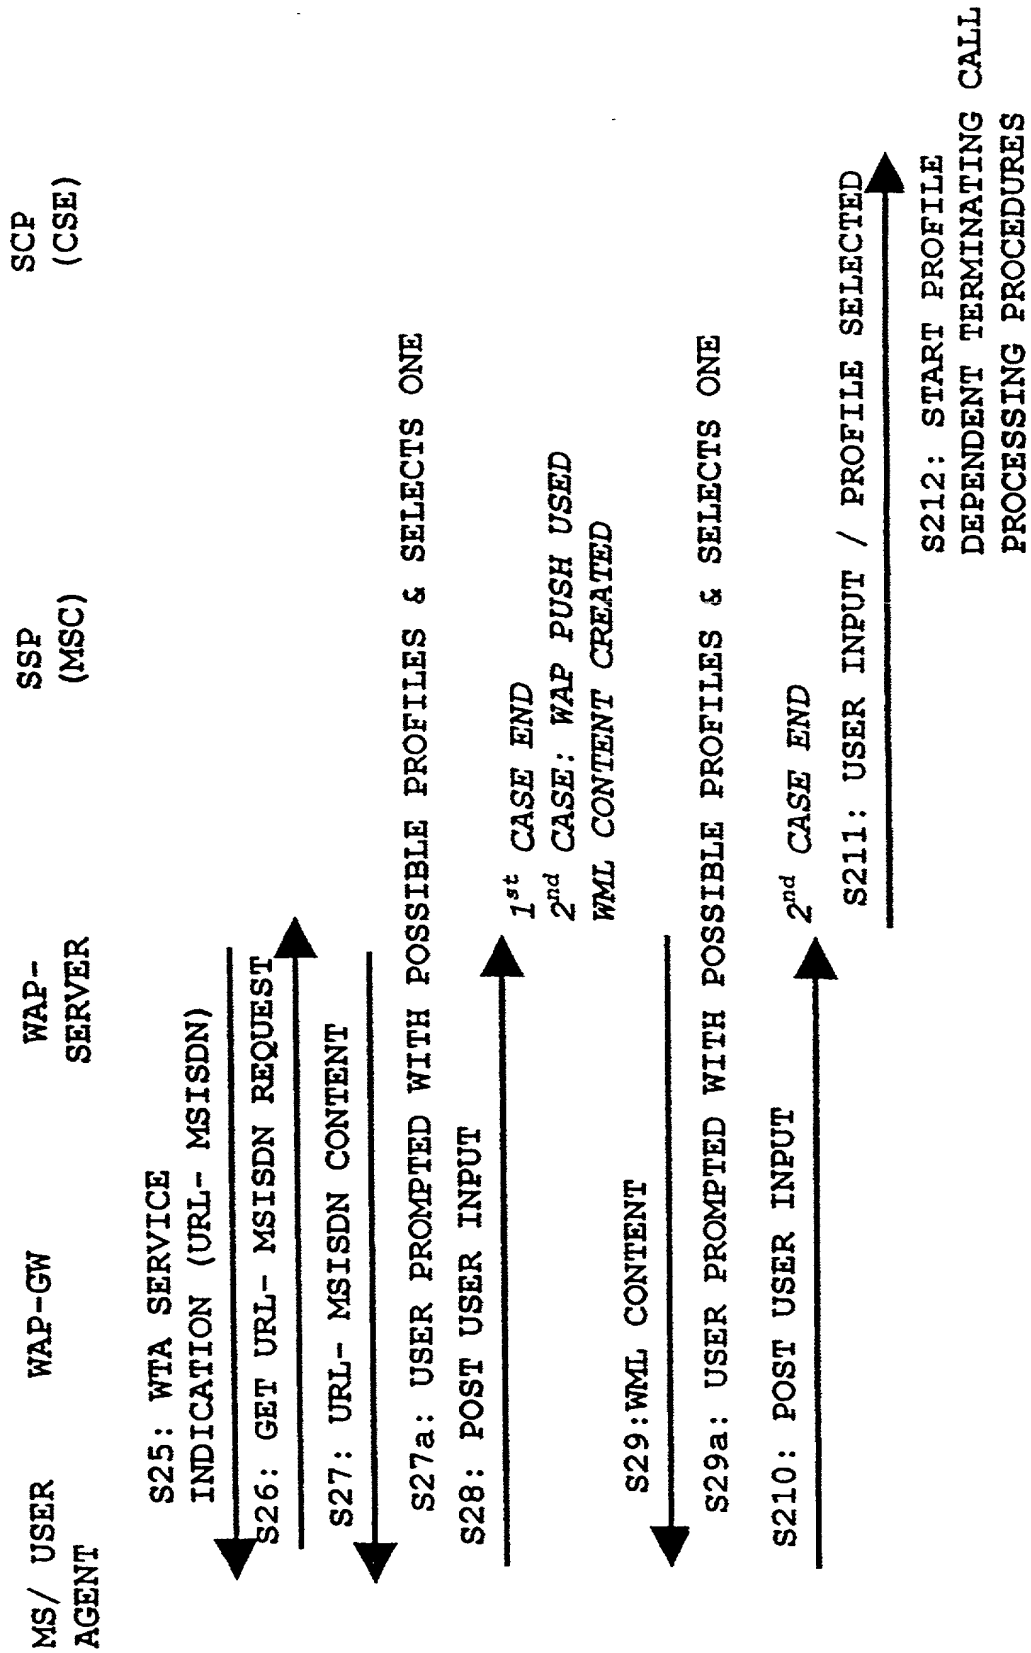 MS/ USER
AGENT
WAP-GW
WAP-
SERVER
SSP
(MSC)
SCP
(CSE)
S25: WTA SERVICE
INDICATION (URL- MSISDN)
S26: GET URL- MSISDN REQUEST
S27: URL- MSISDN CONTENT
S27a: USER PROMPTED WITH POSSIBLE PROFILES & SELECTS ONE
S28: POST USER INPUT
1st CASE END
2nd CASE: WAP PUSH USED
WML CONTENT CREATED
S29:WML CONTENT
S29a: USER PROMPTED WITH POSSIBLE PROFILES & SELECTS ONE
S210: POST USER INPUT
2nd CASE END
S211: USER INPUT / PROFILE SELECTED
S212: START PROFILE
DEPENDENT TERMINATING CALL
PROCESSING PROCEDURES